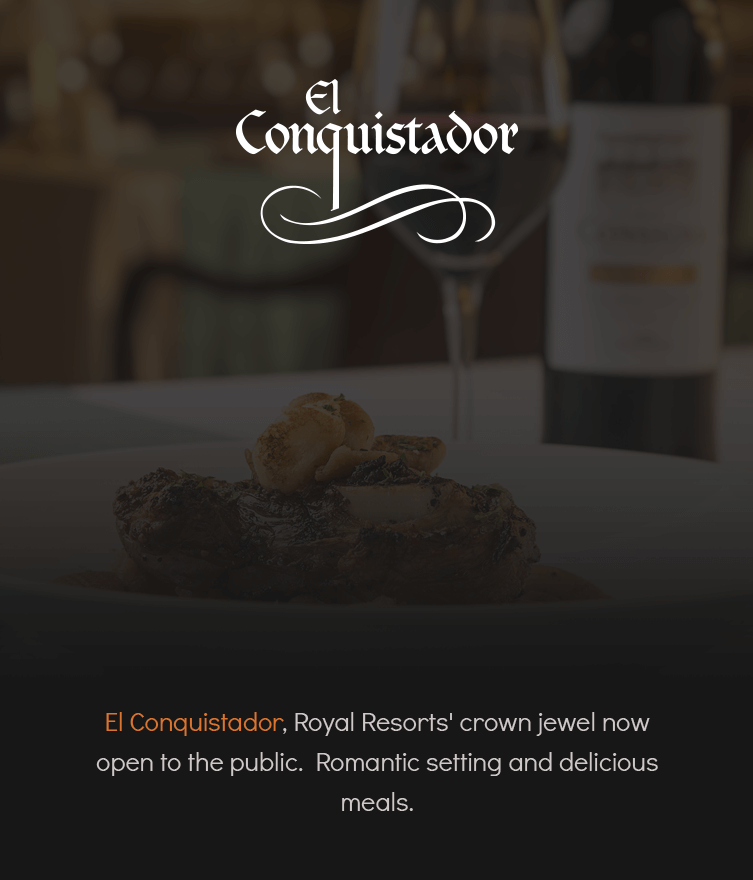 El
Conquistador
El Conquistador, Royal Resorts' crown jewel now
open to the public.  Romantic setting and delicious
meals.